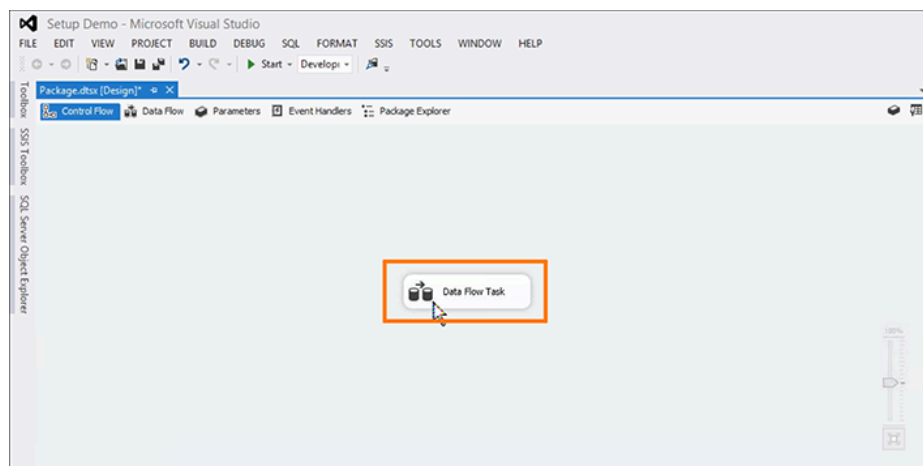 Setup Demo - Microsoft Visual Studio
FILE EDIT VIEW PROJECT BUILD DEBUG SQL FORMAT SSIS TOOLS WINDOW HELP
Start Develop
Package.dtsx [Design]*
Control Flow Data Flow Parameters Event Handlers Package Explorer
Toolbox
SSIS Toolbox
SQL Server Object Explorer
Data Flow Task
100%